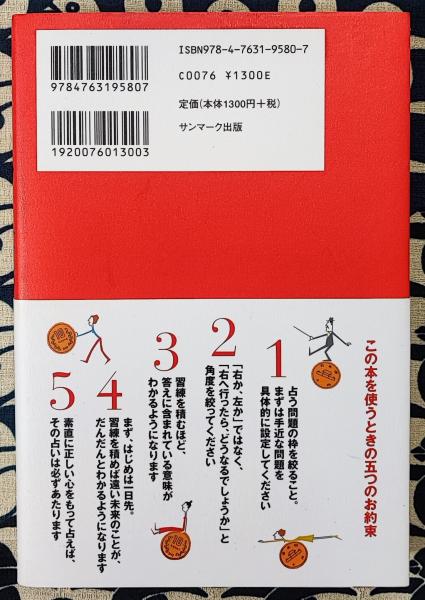 ISBN978-4-7631-9580-7
C0076 ¥1300E
定価(本体1300円+税)
サンマーク出版
9784763195807
1920076013003
この本を使うときの五つのお約束
1
占う問題の枠を絞ること。
まずは手近な問題を
具体的に設定してください
2
「右か、左か」ではなく、
「右へ行ったら、どうなるでしょうか」と
角度を絞ってください
3
習練を積むほど、
答えに含まれている意味が
わかるようになります
4
まず、はじめは一日先。
習練を積めば遠い未来のことが、
だんだんとわかるようになります
5
素直に正しい心をもって占えば、
その占いは必ずあたります